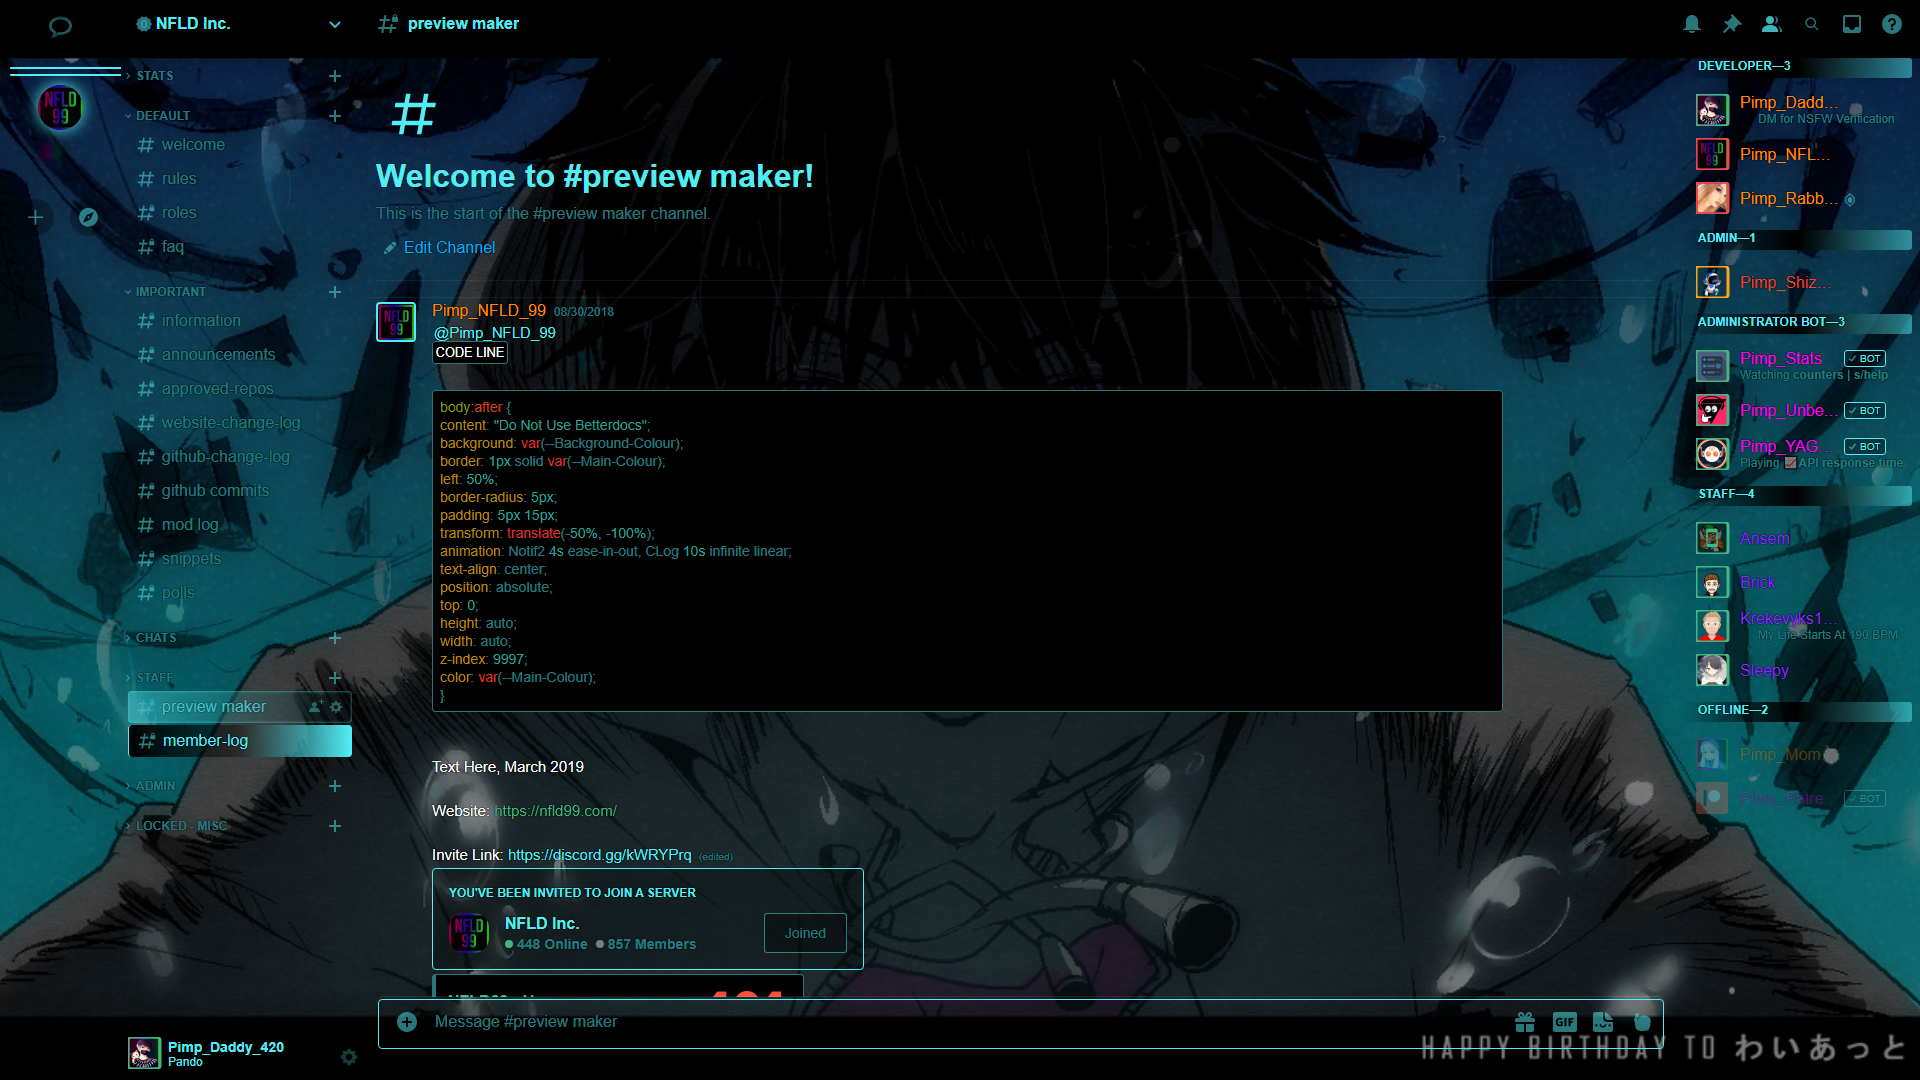 NFLD Inc.
preview maker
STATS
DEFAULT
welcome
rules
roles
faq
IMPORTANT
information
announcements
approved-repos
website-change-log
github-change-log
github commits
mod log
snippets
polls
CHATS
STAFF
preview maker
member-log
ADMIN
LOCKED - MISC
NFLD
99
Pimp_Daddy_420
Pando
Welcome to #preview maker!
This is the start of the #preview maker channel.
Edit Channel
NFLD
99
Pimp_NFLD_99 08/30/2018
@Pimp_NFLD_99
CODE LINE
body:after {
content: "Do Not Use Betterdocs";
background: var(--Background-Colour);
border: 1px solid var(--Main-Colour);
left: 50%;
border-radius: 5px;
padding: 5px 15px;
transform: translate(-50%, -100%);
animation: Notif2 4s ease-in-out, CLog 10s infinite linear;
text-align: center;
position: absolute;
top: 0;
height: auto;
width: auto;
z-index: 9997;
color: var(--Main-Colour);
}
Text Here, March 2019
Website: https://nfld99.com/
Invite Link: https://discord.gg/kWRYPrq (edited)
YOU'VE BEEN INVITED TO JOIN A SERVER
NFLD
99
NFLD Inc.
448 Online 857 Members
Joined
Message #preview maker
GIF
DEVELOPER—3
Pimp_Dadd...
DM for NSFW Verification
NFLD
99
Pimp_NFL...
Pimp_Rabb...
ADMIN—1
Pimp_Shiz...
ADMINISTRATOR BOT—3
Pimp_Stats BOT
Watching counters | s/help
Pimp_Unbe... BOT
Pimp_YAG... BOT
Playing API response time
STAFF—4
Ansem
Brick
Krekevyks1...
My Life Starts At 190 BPM
Sleepy
OFFLINE—2
Pimp_Mom
BOT
HAPPY BIRTHDAY TO わいあっと